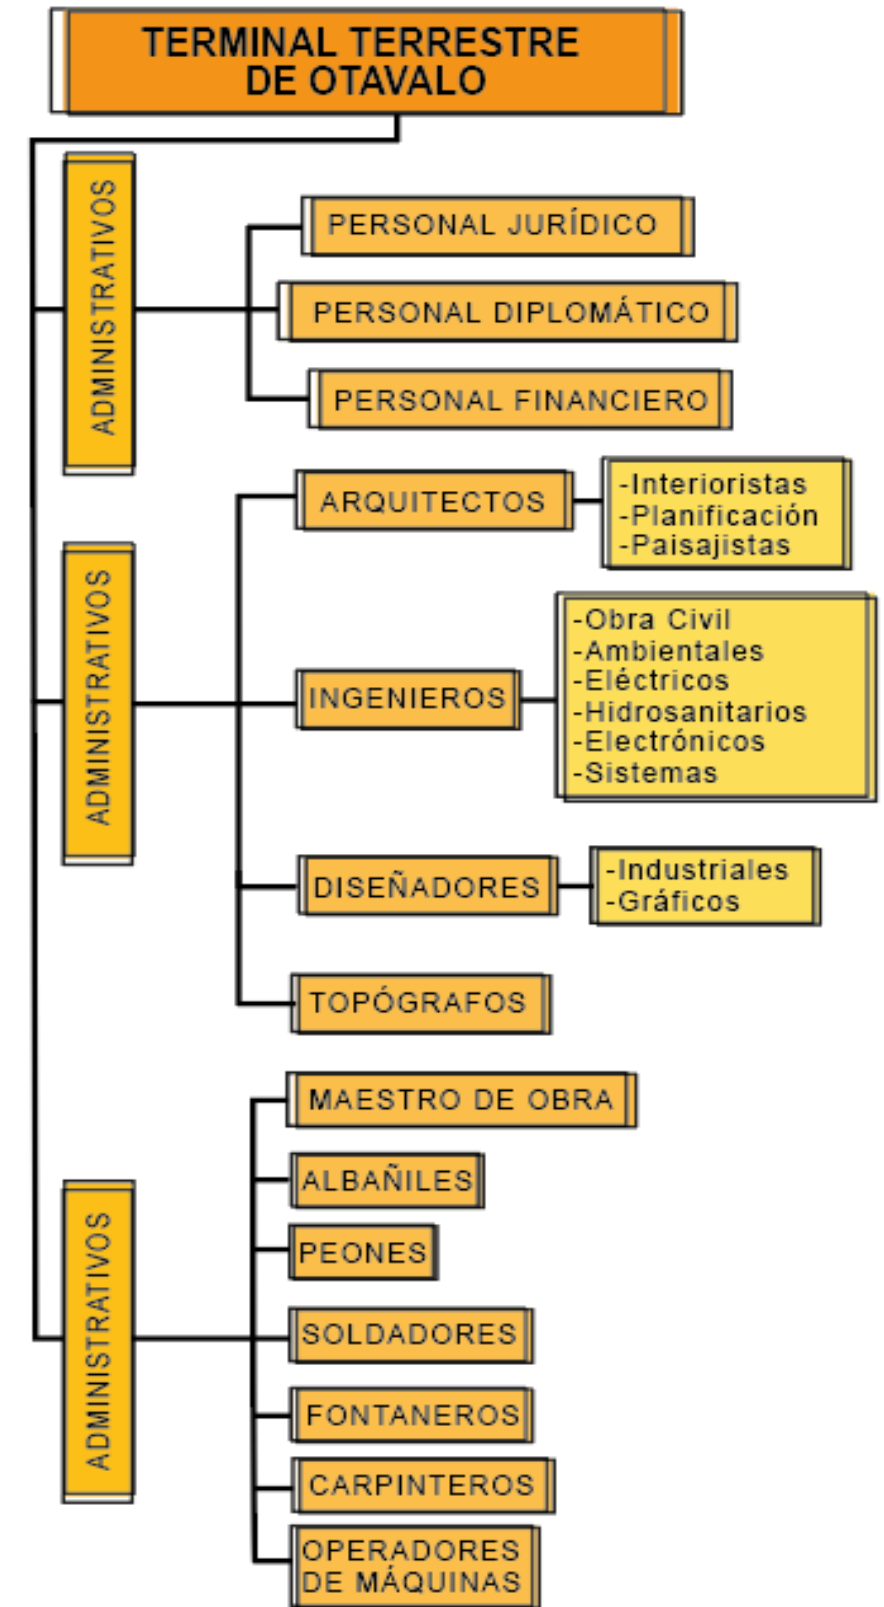 TERMINAL TERRESTRE
DE OTAVALO
ADMINISTRATIVOS
PERSONAL JURÍDICO
PERSONAL DIPLOMÁTICO
PERSONAL FINANCIERO
ADMINISTRATIVOS
ARQUITECTOS
-Interioristas
-Planificación
-Paisajistas
INGENIEROS
-Obra Civil
-Ambientales
-Eléctricos
-Hidrosanitarios
-Electrónicos
-Sistemas
DISEÑADORES
-Industriales
-Gráficos
TOPÓGRAFOS
ADMINISTRATIVOS
MAESTRO DE OBRA
ALBAÑILES
PEONES
SOLDADORES
FONTANEROS
CARPINTEROS
OPERADORES
DE MÁQUINAS